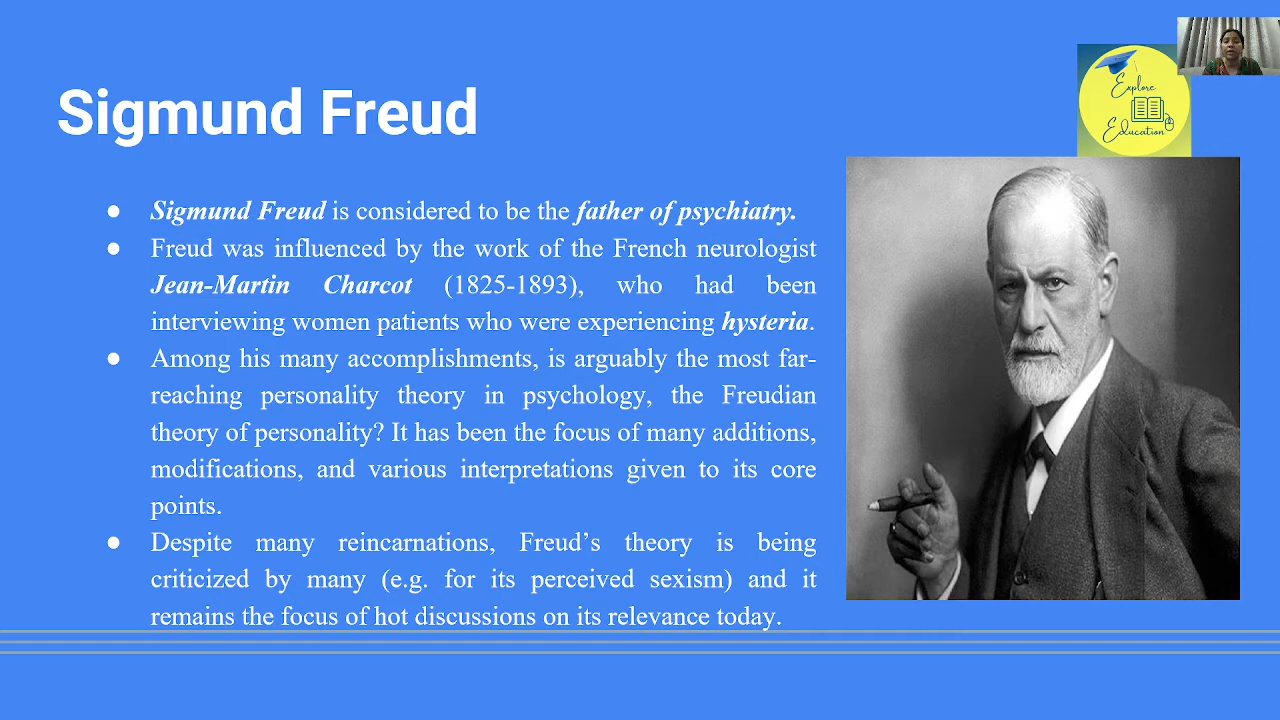 Explore
Education
Sigmund Freud
● Sigmund Freud is considered to be the father of psychiatry.
● Freud was influenced by the work of the French neurologist
Jean-Martin Charcot (1825-1893), who had been
interviewing women patients who were experiencing hysteria.
● Among his many accomplishments, is arguably the most far-
reaching personality theory in psychology, the Freudian
theory of personality? It has been the focus of many additions,
modifications, and various interpretations given to its core
points.
● Despite many reincarnations, Freud’s theory is being
criticized by many (e.g. for its perceived sexism) and it
remains the focus of hot discussions on its relevance today.